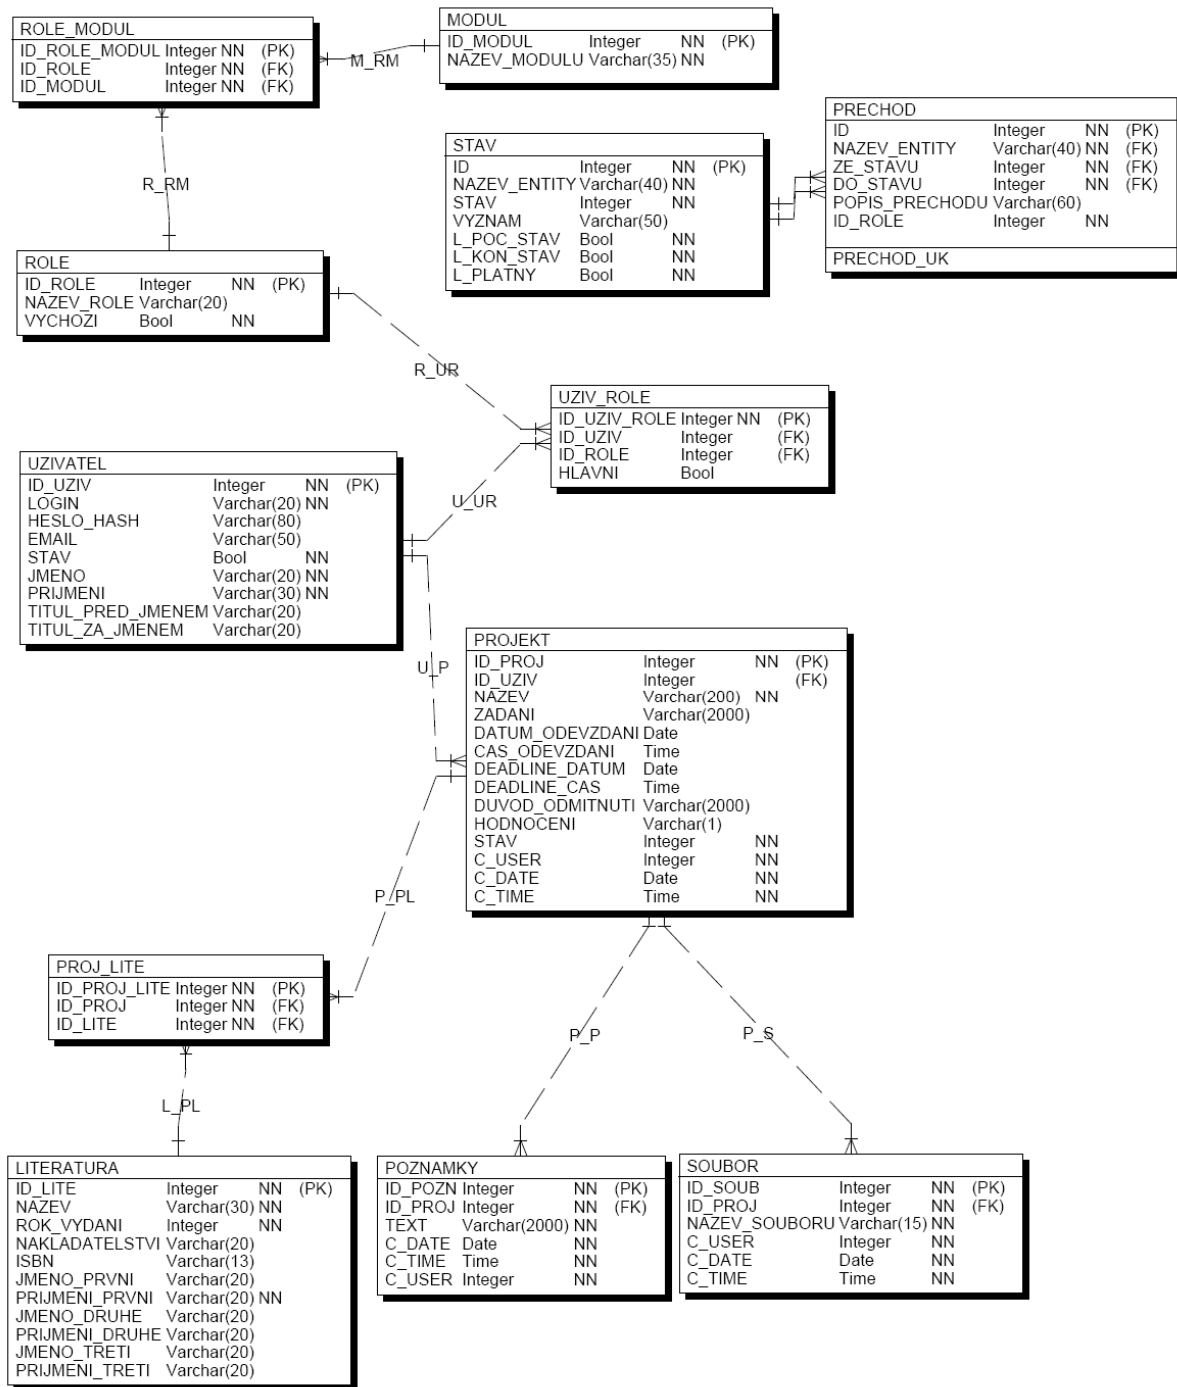 ROLE_MODUL
ID_ROLE_MODUL Integer NN (PK)
ID_ROLE Integer NN (FK)
ID_MODUL Integer NN (FK)
M_RM
MODUL
ID_MODUL Integer NN (PK)
NAZEV_MODULU Varchar(35) NN
R_RM
STAV
ID Integer NN (PK)
NAZEV_ENTITY Varchar(40) NN
STAV Integer NN
VYZNAM Varchar(50)
L_POC_STAV Bool NN
L_KON_STAV Bool NN
L_PLATNY Bool NN
PRECHOD
ID Integer NN (PK)
NAZEV_ENTITY Varchar(40) NN (FK)
ZE_STAVU Integer NN (FK)
DO_STAVU Integer NN (FK)
POPIS_PRECHODU Varchar(60)
ID_ROLE Integer NN
PRECHOD_UK
ROLE
ID_ROLE Integer NN (PK)
NAZEV_ROLE Varchar(20)
VYCHOZI Bool NN
R_UR
UZIV_ROLE
ID_UZIV_ROLE Integer NN (PK)
ID_UZIV Integer (FK)
ID_ROLE Integer (FK)
HLAVNI Bool
U_UR
UZIVATEL
ID_UZIV Integer NN (PK)
LOGIN Varchar(20) NN
HESLO_HASH Varchar(80)
EMAIL Varchar(50)
STAV Bool NN
JMENO Varchar(20) NN
PRIJMENI Varchar(30) NN
TITUL_PRED_JMENEM Varchar(20)
TITUL_ZA_JMENEM Varchar(20)
U_P
PROJEKT
ID_PROJ Integer NN (PK)
ID_UZIV Integer (FK)
NAZEV Varchar(200) NN
ZADANI Varchar(2000)
DATUM_ODEVZDANI Date
CAS_ODEVZDANI Time
DEADLINE_DATUM Date
DEADLINE_CAS Time
DUVOD_ODMITNUTI Varchar(2000)
HODNOCENI Varchar(1)
STAV Integer NN
C_USER Integer NN
C_DATE Date NN
C_TIME Time NN
P_PL
PROJ_LITE
ID_PROJ_LITE Integer NN (PK)
ID_PROJ Integer NN (FK)
ID_LITE Integer NN (FK)
P_P
P_S
L_PL
LITERATURA
ID_LITE Integer NN (PK)
NAZEV Varchar(30) NN
ROK_VYDANI Integer NN
NAKLADATELSTVI Varchar(20)
ISBN Varchar(13)
JMENO_PRVNI Varchar(20)
PRIJMENI_PRVNI Varchar(20) NN
JMENO_DRUHE Varchar(20)
PRIJMENI_DRUHE Varchar(20)
JMENO_TRETI Varchar(20)
PRIJMENI_TRETI Varchar(20)
POZNAMKY
ID_POZN Integer NN (PK)
ID_PROJ Integer NN (FK)
TEXT Varchar(2000) NN
C_DATE Date NN
C_TIME Time NN
C_USER Integer NN
SOUBOR
ID_SOUB Integer NN (PK)
ID_PROJ Integer NN (FK)
NAZEV_SOUBORU Varchar(15) NN
C_USER Integer NN
C_DATE Date NN
C_TIME Time NN